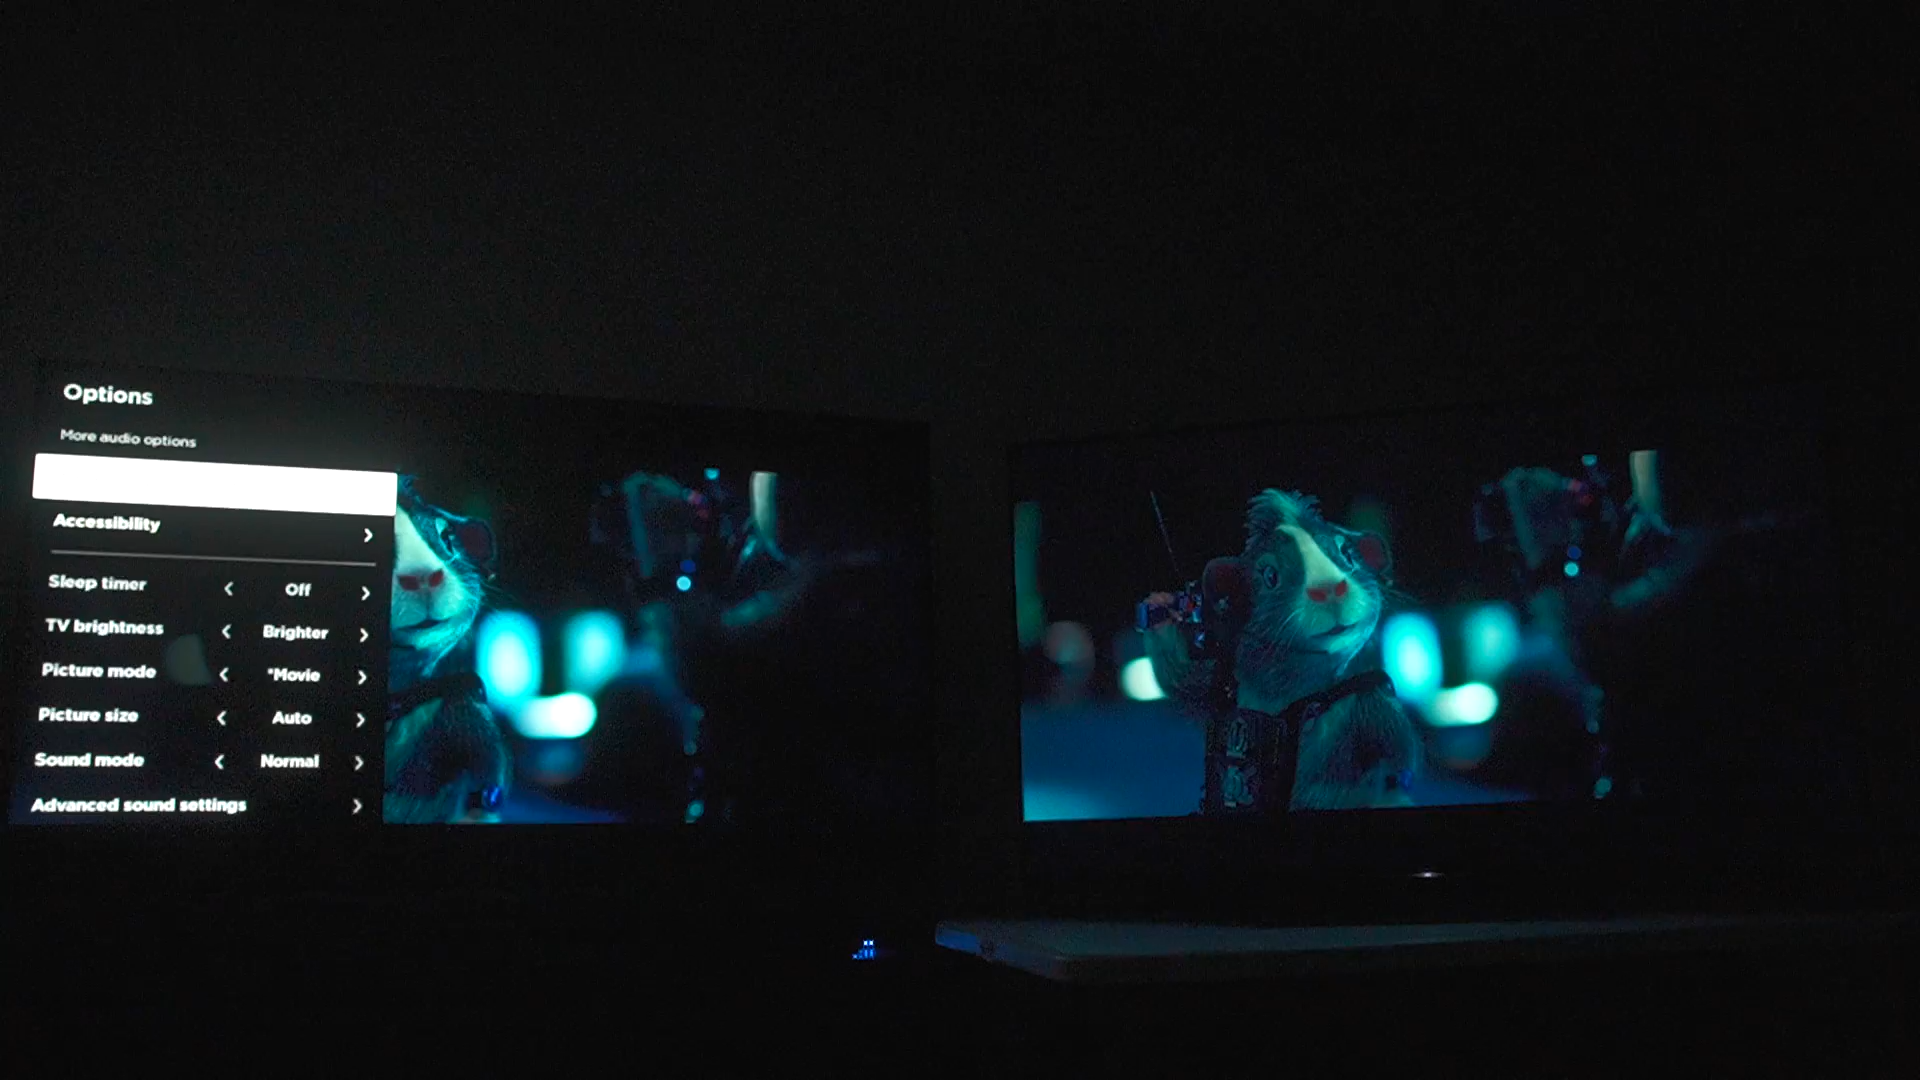 Options
More audio options
Accessibility >
Sleep timer < Off >
TV brightness < Brighter >
Picture mode < *Movie >
Picture size < Auto >
Sound mode < Normal >
Advanced sound settings >